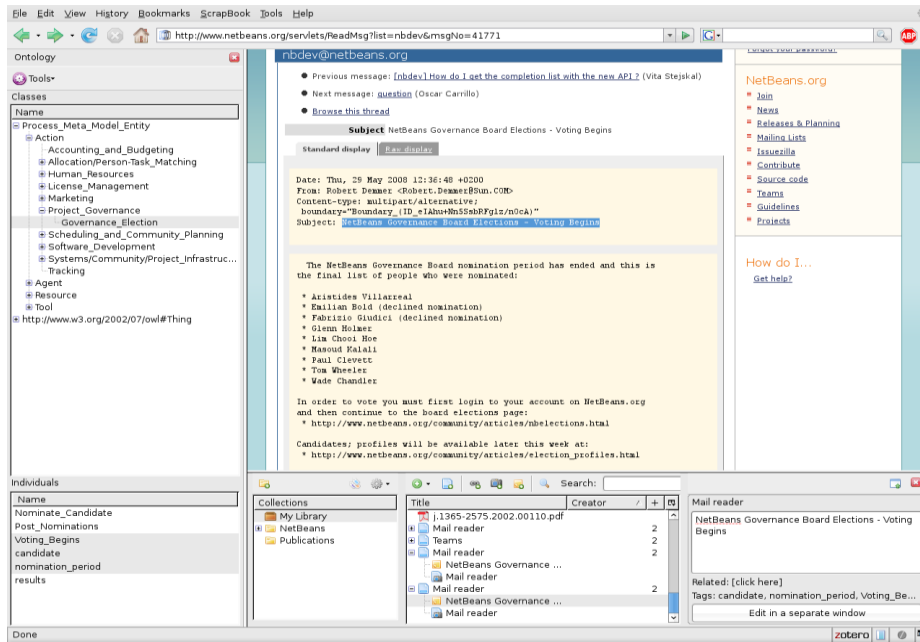 File Edit View History Bookmarks ScrapBook Tools Help
http://www.netbeans.org/servlets/ReadMsg?list=nbdev&msgNo=41771
G
ABP
Ontology
Tools
Classes
Name
Process_Meta_Model_Entity
Action
Accounting_and_Budgeting
Allocation/Person-Task_Matching
Human_Resources
License_Management
Marketing
Project_Governance
Governance_Election
Scheduling_and_Community_Planning
Software_Development
Systems/Community/Project_Infrastruc...
Tracking
Agent
Resource
Tool
http://www.w3.org/2002/07/owl#Thing
Individuals
Name
Nominate_Candidate
Post_Nominations
Voting_Begins
candidate
nomination_period
results
nbdev@netbeans.org
Previous message: [nbdev] How do I get the completion list with the new API ? (Vita Stejskal)
Next message: question (Oscar Carrillo)
Browse this thread
Subject NetBeans Governance Board Elections - Voting Begins
Standard display Raw display
Date: Thu, 29 May 2008 12:36:48 +0200
From: Robert Demmer <Robert.Demmer@Sun.COM>
Content-type: multipart/alternative;
Subject: NetBeans Governance Board Elections - Voting Begins
The NetBeans Governance Board nomination period has ended and this is
the final list of people who were nominated:
* Aristides Villarreal
* Emilian Bold (declined nomination)
* Fabrizio Giudici (declined nomination)
* Glenn Holmer
* Lim Chooi Hoe
* Masoud Kalali
* Paul Clevett
* Tom Wheeler
* Wade Chandler
In order to vote you must first login to your account on NetBeans.org
and then continue to the board elections page:
* http://www.netbeans.org/community/articles/nbelections.html
Candidates; profiles will be available later this week at:
* http://www.netbeans.org/community/articles/election_profiles.html
Forgot your password?
NetBeans.org
Join
News
Releases & Planning
Mailing Lists
Issuezilla
Contribute
Source code
Teams
Guidelines
Projects
How do I...
Get help?
Search:
Collections
My Library
NetBeans
Publications
Title Creator +
j.1365-2575.2002.00110.pdf
Mail reader 2
Teams 2
Mail reader 2
NetBeans Governance ...
Mail reader
Mail reader 2
NetBeans Governance ...
Mail reader
Mail reader
NetBeans Governance Board Elections - Voting
Begins
Related: [click here]
Tags: candidate, nomination_period, Voting_Be...
Edit in a separate window
Done
zotero